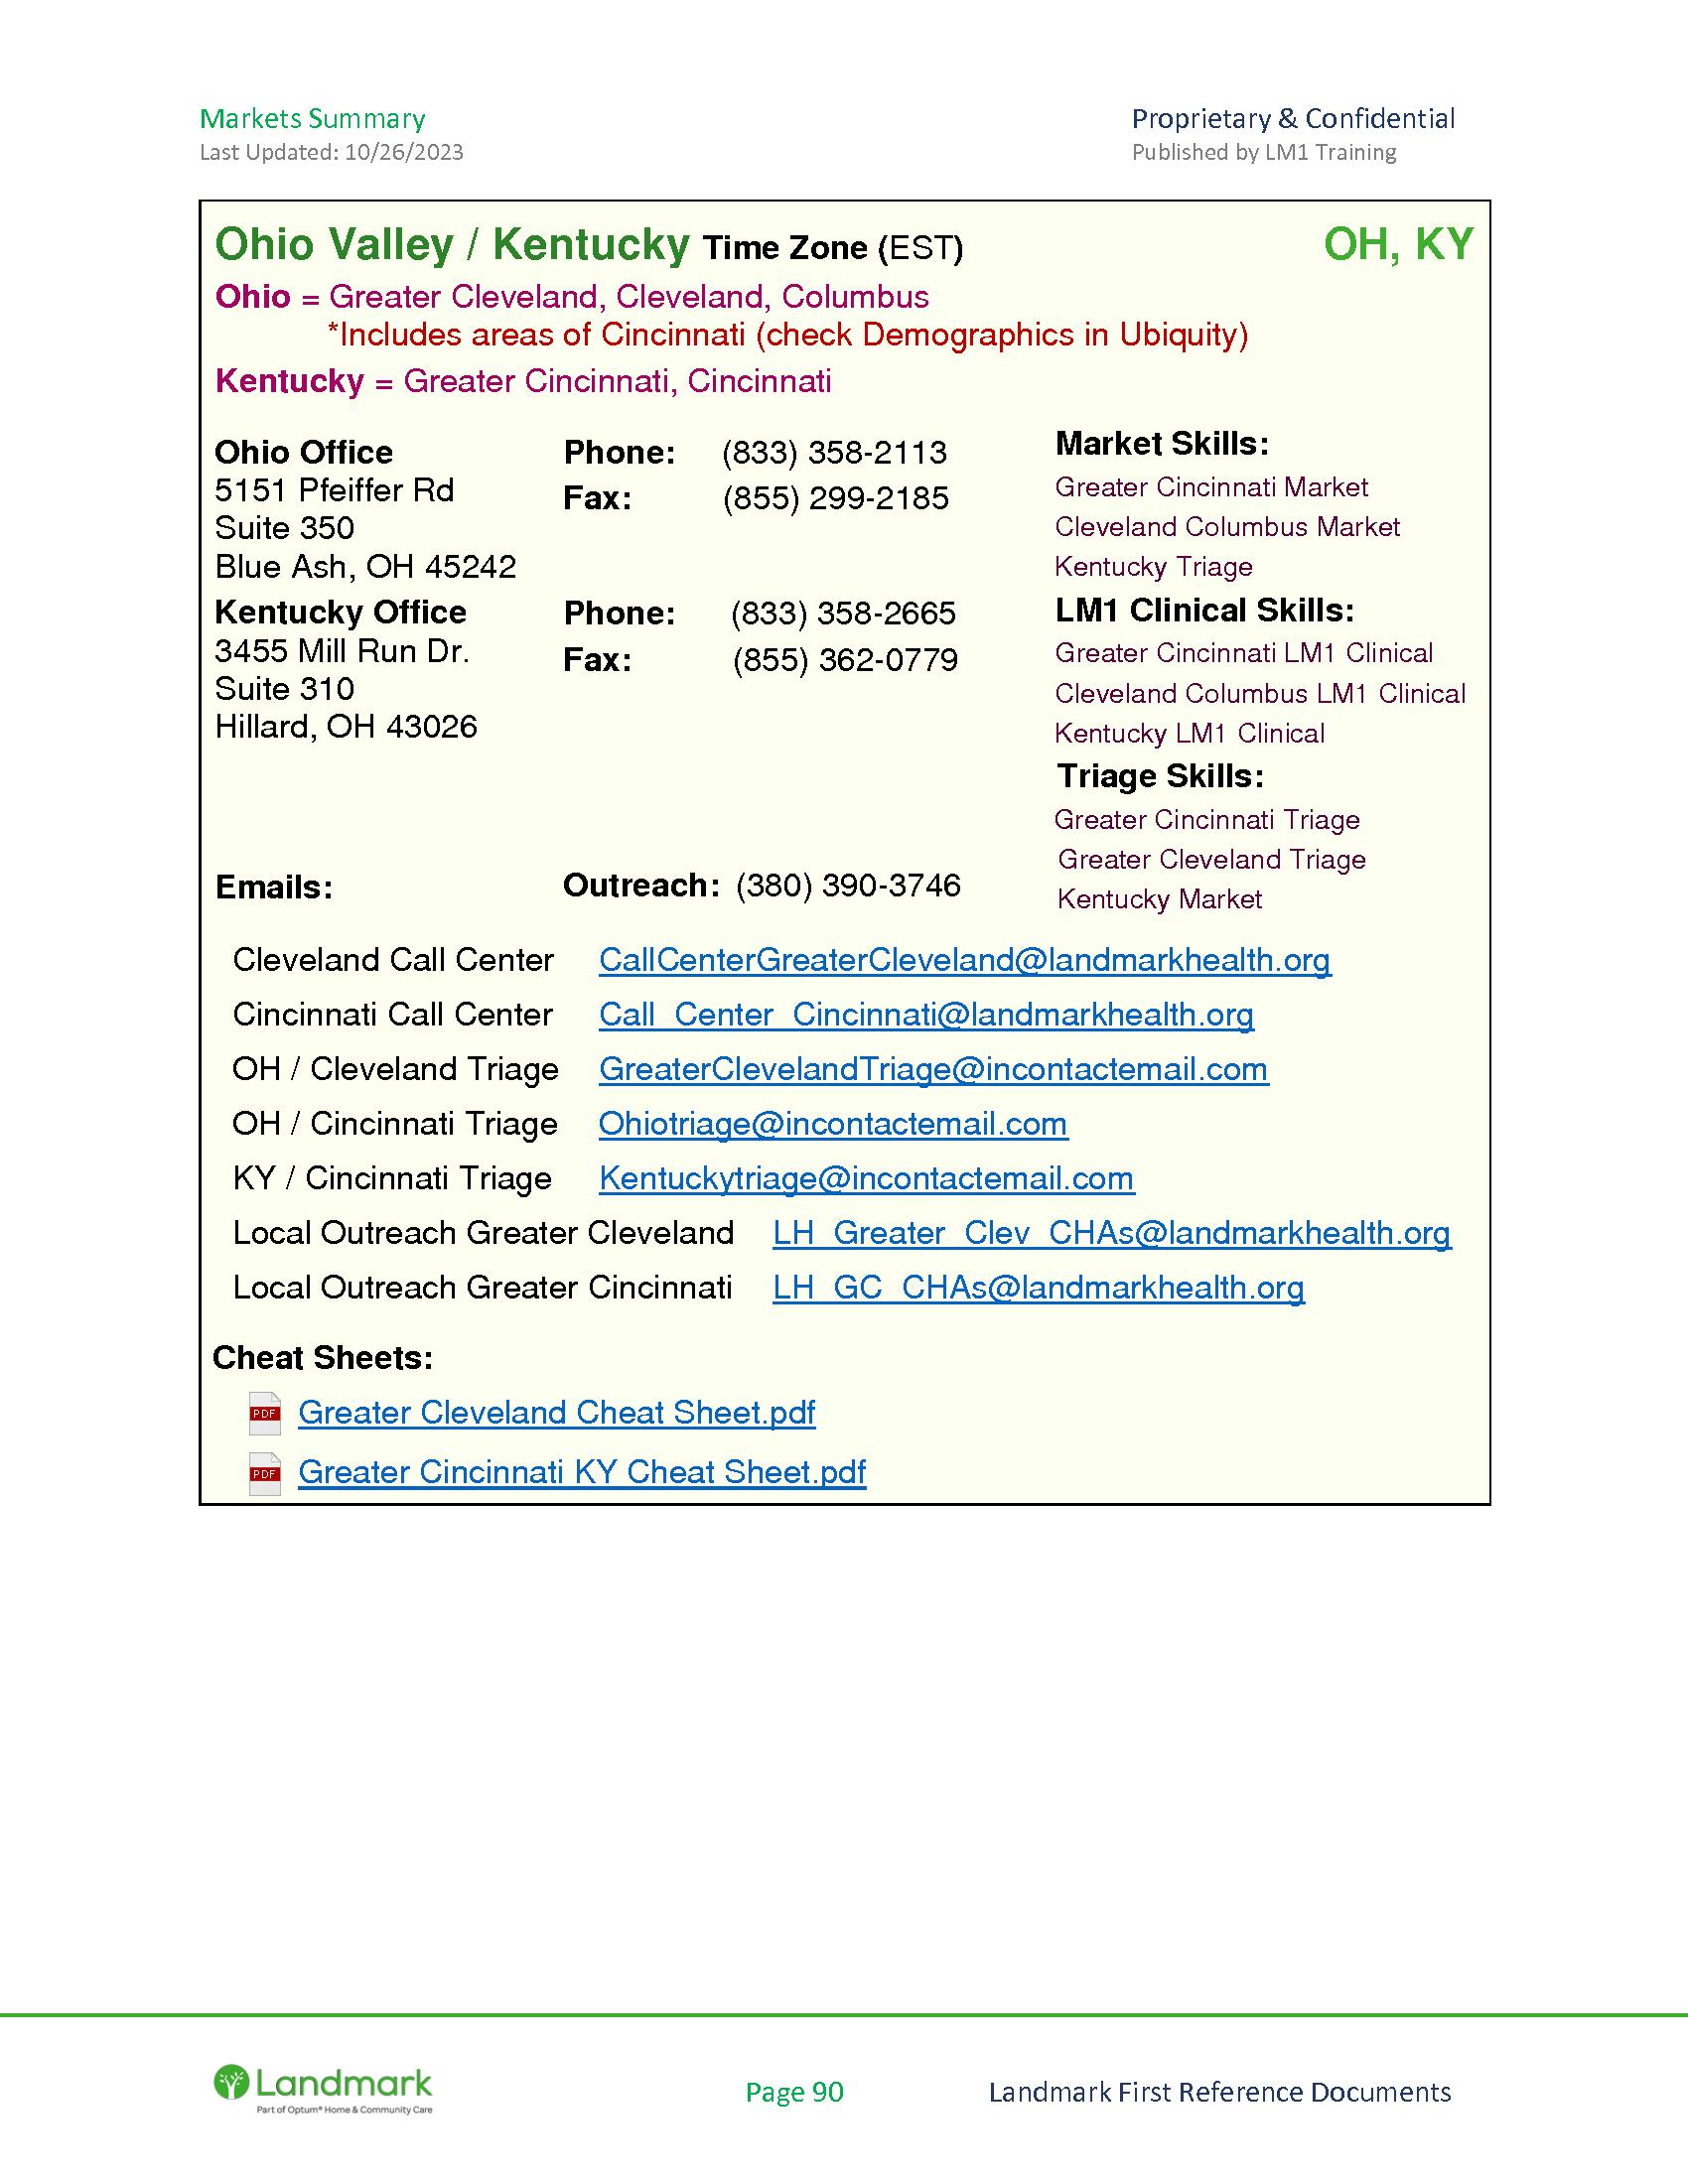 Markets Summary
Last Updated: 10/26/2023
Proprietary & Confidential
Published by LM1 Training
Ohio Valley / Kentucky Time Zone (EST)
OH, KY
Ohio = Greater Cleveland, Cleveland, Columbus
*Includes areas of Cincinnati (check Demographics in Ubiquity)
Kentucky = Greater Cincinnati, Cincinnati
Ohio Office
5151 Pfeiffer Rd
Suite 350
Blue Ash, OH 45242
Phone: (833) 358-2113
Fax: (855) 299-2185
Kentucky Office
3455 Mill Run Dr.
Suite 310
Hillard, OH 43026
Phone: (833) 358-2665
Fax: (855) 362-0779
Market Skills:
Greater Cincinnati Market
Cleveland Columbus Market
Kentucky Triage
LM1 Clinical Skills:
Greater Cincinnati LM1 Clinical
Cleveland Columbus LM1 Clinical
Kentucky LM1 Clinical
Triage Skills:
Greater Cincinnati Triage
Greater Cleveland Triage
Kentucky Market
Emails:
Outreach: (380) 390-3746
Cleveland Call Center CallCenterGreaterCleveland@landmarkhealth.org
Cincinnati Call Center Call_Center_Cincinnati@landmarkhealth.org
OH / Cleveland Triage GreaterClevelandTriage@incontactemail.com
OH / Cincinnati Triage Ohiotriage@incontactemail.com
KY / Cincinnati Triage Kentuckytriage@incontactemail.com
Local Outreach Greater Cleveland LH_Greater_Clev_CHAs@landmarkhealth.org
Local Outreach Greater Cincinnati LH_GC_CHAs@landmarkhealth.org
Cheat Sheets:
PDF Greater Cleveland Cheat Sheet.pdf
PDF Greater Cincinnati KY Cheat Sheet.pdf
Landmark
Part of Optum® Home & Community Care
Page 90
Landmark First Reference Documents